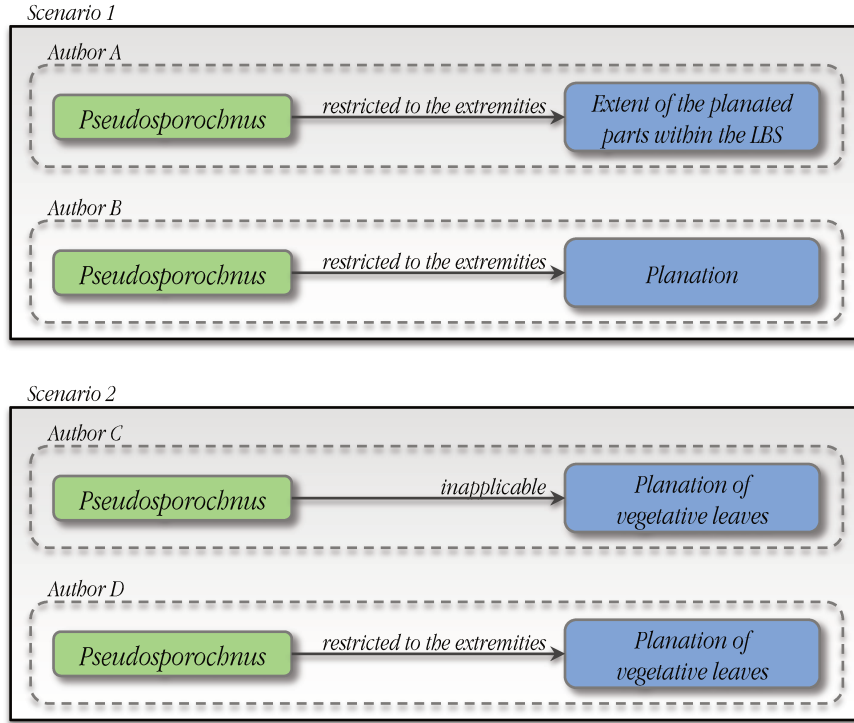 Scenario 1
Author A
Pseudosporochnus
restricted to the extremities
Extent of the planated
parts within the LBS
Author B
Pseudosporochnus
restricted to the extremities
Planation
Scenario 2
Author C
Pseudosporochnus
inapplicable
Planation of
vegetative leaves
Author D
Pseudosporochnus
restricted to the extremities
Planation of
vegetative leaves